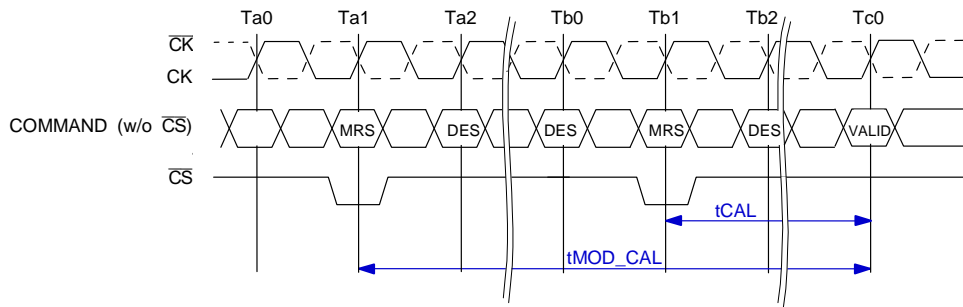 Ta0 Ta1 Ta2 Tb0 Tb1 Tb2 Tc0
CK
CK
COMMAND (w/o CS) MRS DES DES MRS DES VALID
CS
tCAL
tMOD_CAL